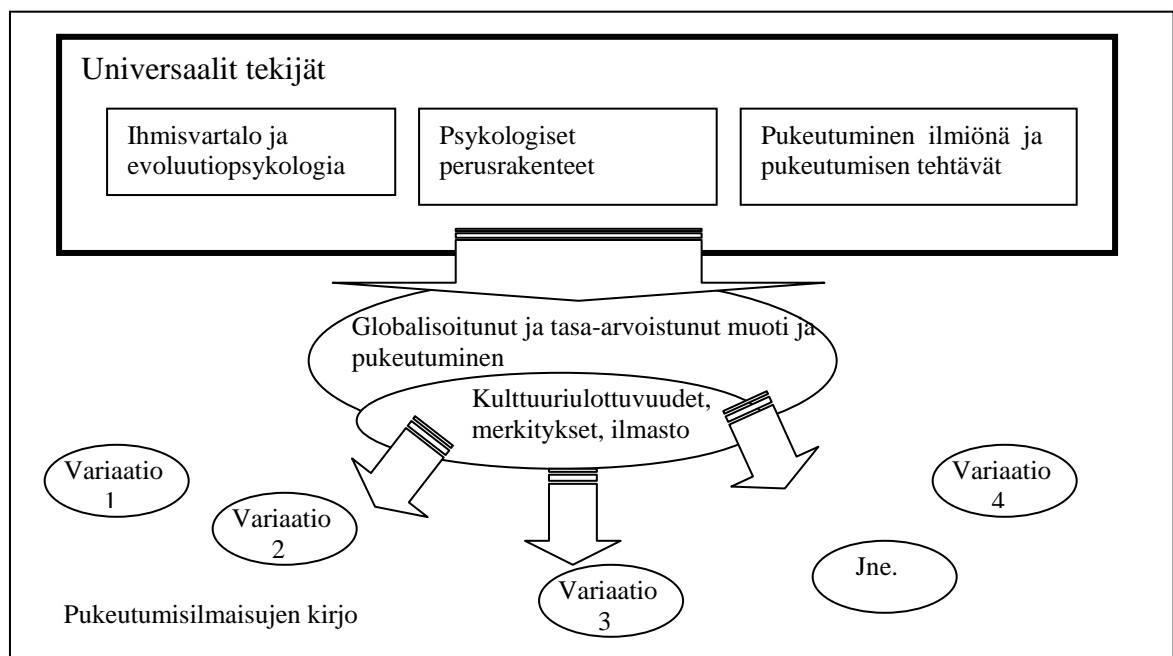 Universaalit tekijät
Ihmisvartalo ja
evoluutiopsykologia
Psykologiset
perusrakenteet
Pukeutuminen ilmiönä ja
pukeutumisen tehtävät
Globalisoitunut ja tasa-arvoistunut muoti ja
pukeutuminen
Kulttuuriulottuvuudet,
merkitykset, ilmasto
Variaatio
1
Variaatio
2
Variaatio
3
Variaatio
4
Jne.
Pukeutumisilmaisujen kirjo